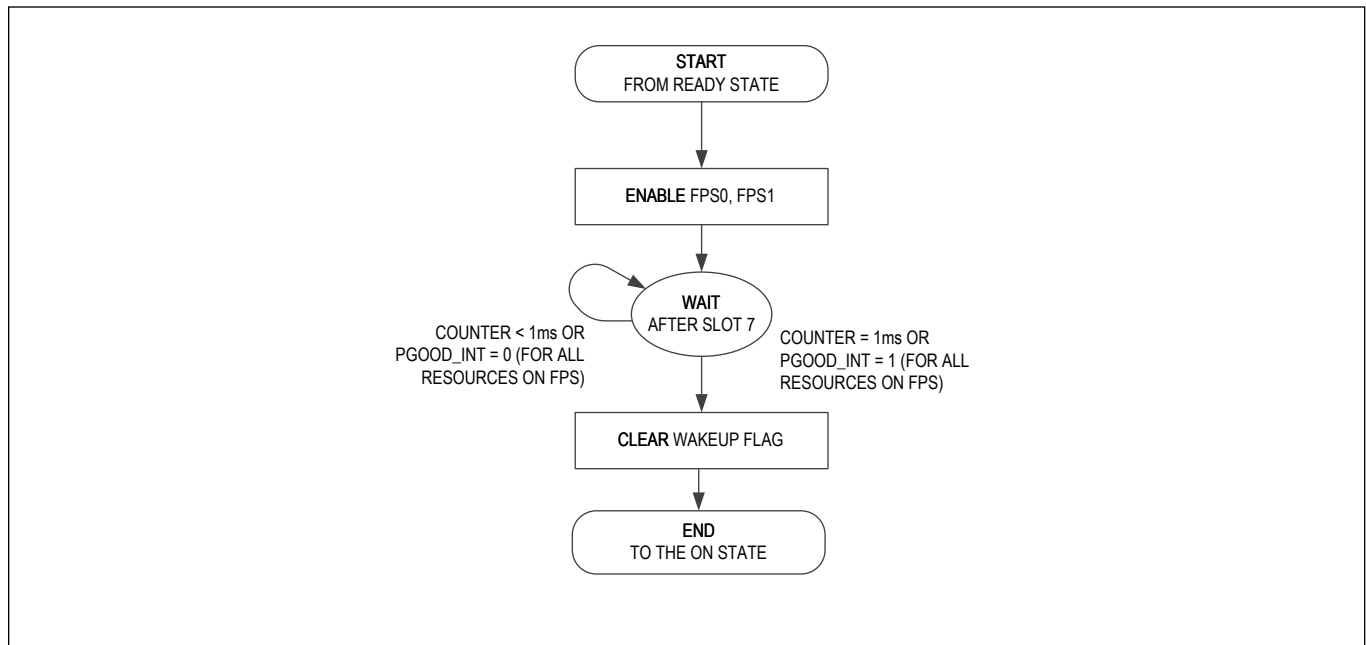 START
FROM READY STATE
ENABLE FPS0, FPS1
WAIT
AFTER SLOT 7
COUNTER < 1ms OR
PGOOD_INT = 0 (FOR ALL
RESOURCES ON FPS)
COUNTER = 1ms OR
PGOOD_INT = 1 (FOR ALL
RESOURCES ON FPS)
CLEAR WAKEUP FLAG
END
TO THE ON STATE